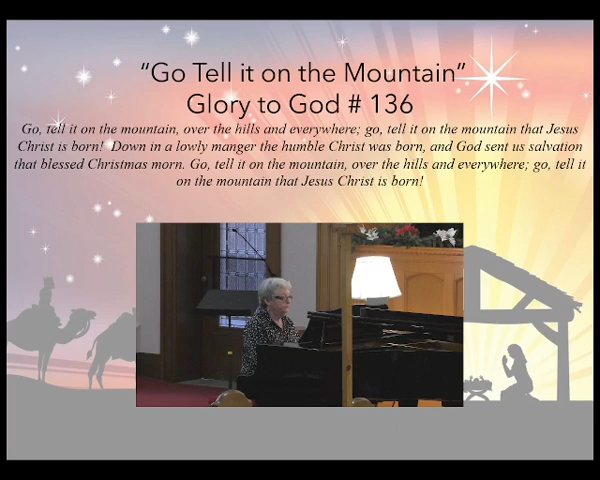 “Go Tell it on the Mountain”
Glory to God # 136
Go, tell it on the mountain, over the hills and everywhere; go, tell it on the mountain that Jesus
Christ is born!  Down in a lowly manger the humble Christ was born, and God sent us salvation
that blessed Christmas morn. Go, tell it on the mountain, over the hills and everywhere; go, tell it
on the mountain that Jesus Christ is born!